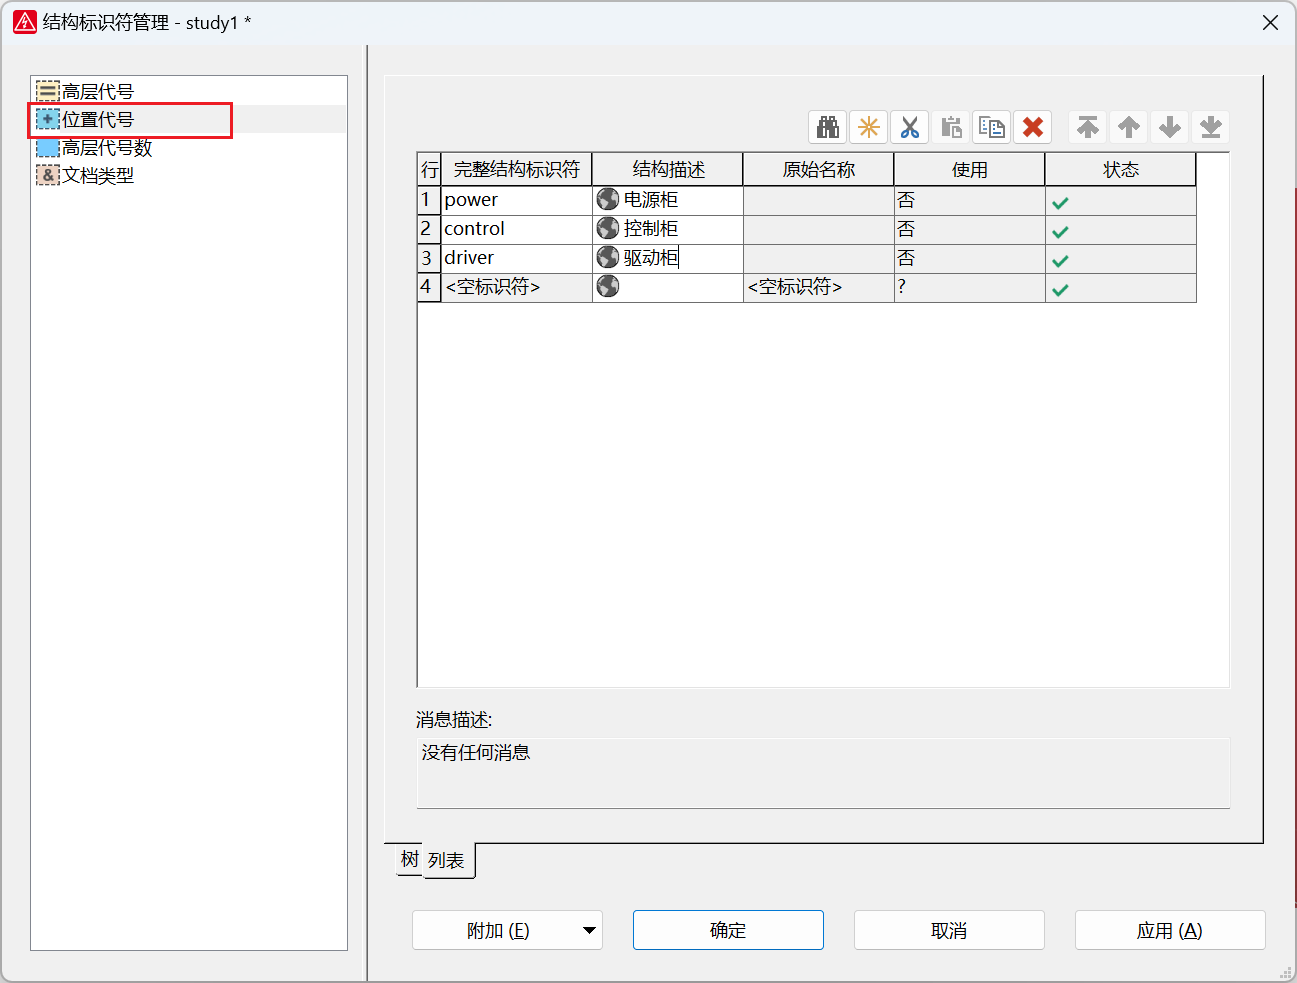 结构标识符管理 - study1 *
高层代号
位置代号
高层代号数
文档类型
行 完整结构标识符 结构描述 原始名称 使用 状态
1 power 电源柜 否
2 control 控制柜 否
3 driver 驱动柜 否
4 <空标识符> <空标识符> ?
消息描述:
没有任何消息
树 列表
附加 (E) 确定 取消 应用 (A)